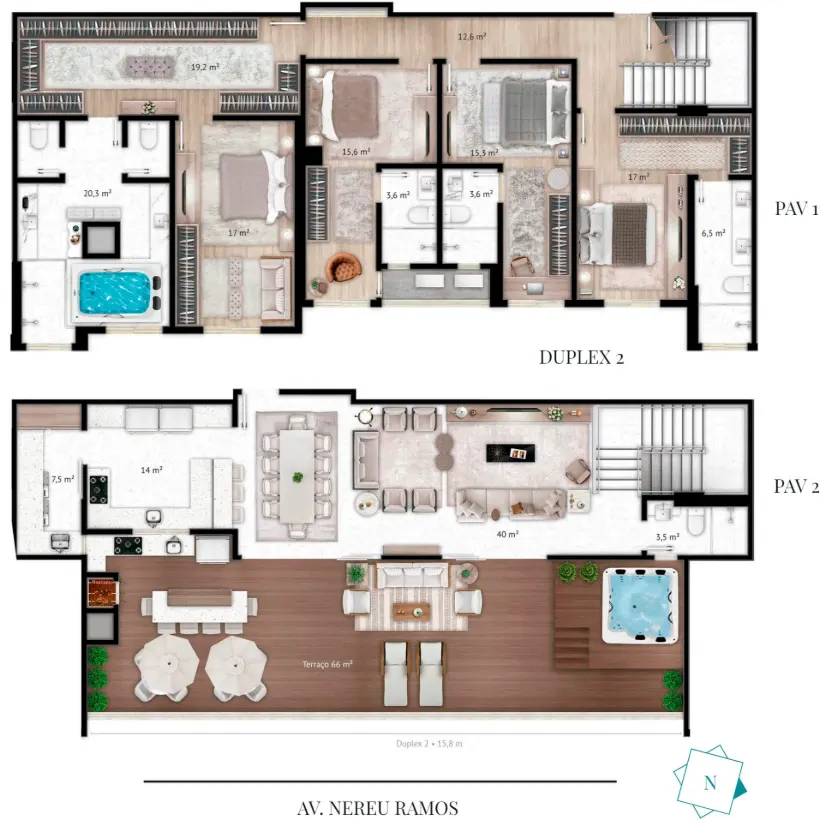 12,6 m²
19,2 m²
15,6 m²
15,3 m²
17 m²
20,3 m²
3,6 m²
3,6 m²
PAV 1
17 m²
6,5 m²
DUPLEX 2
14 m²
7,5 m²
PAV 2
40 m²
3,5 m²
Terraço 66 m²
Duplex 2 • 15,8 m
N
AV. NEREU RAMOS